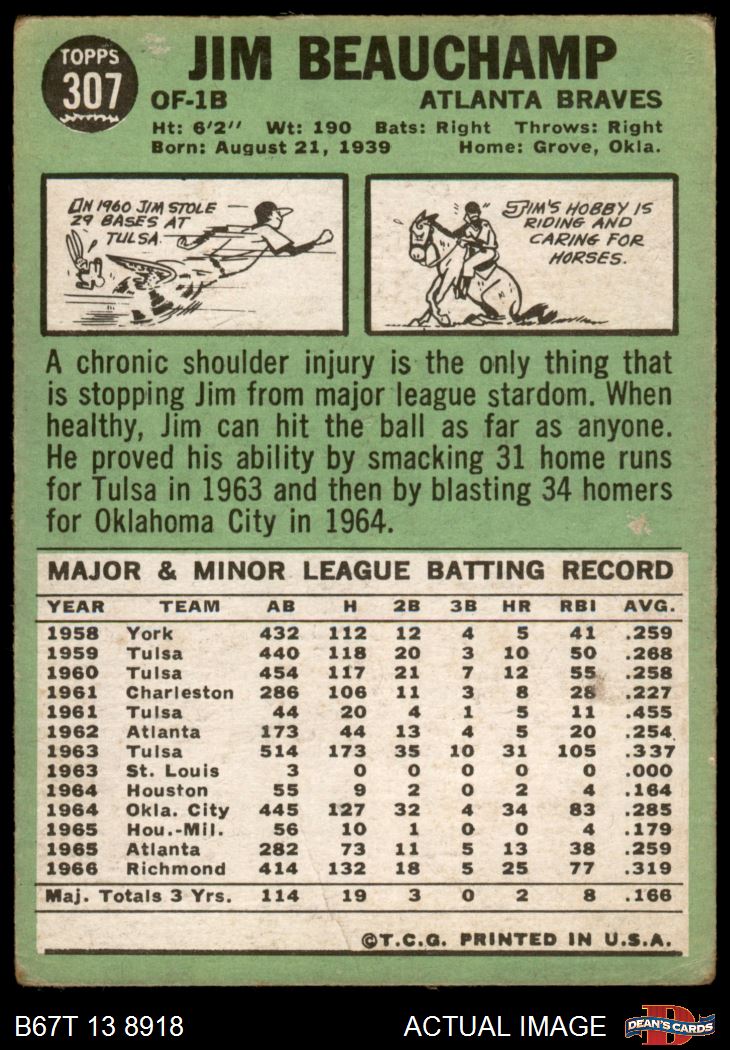 TOPPS
307
JIM BEAUCHAMP
OF-1B ATLANTA BRAVES
Ht: 6'2" Wt: 190 Bats: Right Throws: Right
Born: August 21, 1939 Home: Grove, Okla.
IN 1960 JIM STOLE
29 BASES AT
TULSA.
JIM'S HOBBY IS
RIDING AND
CARING FOR
HORSES.
A chronic shoulder injury is the only thing that
is stopping Jim from major league stardom. When
healthy, Jim can hit the ball as far as anyone.
He proved his ability by smacking 31 home runs
for Tulsa in 1963 and then by blasting 34 homers
for Oklahoma City in 1964.
MAJOR & MINOR LEAGUE BATTING RECORD
YEAR TEAM AB H 2B 3B HR RBI AVG.
1958 York 432 112 12 4 5 41 .259
1959 Tulsa 440 118 20 3 10 50 .268
1960 Tulsa 454 117 21 7 12 55 .258
1961 Charleston 286 106 11 3 8 28 .227
1961 Tulsa 44 20 4 1 5 11 .455
1962 Atlanta 173 44 13 4 5 20 .254
1963 Tulsa 514 173 35 10 31 105 .337
1963 St. Louis 3 0 0 0 0 0 .000
1964 Houston 55 9 2 0 2 4 .164
1964 Okla. City 445 127 32 4 34 83 .285
1965 Hou.-Mil. 56 10 1 0 0 4 .179
1965 Atlanta 282 73 11 5 13 38 .259
1966 Richmond 414 132 18 5 25 77 .319
Maj. Totals 3 Yrs. 114 19 3 0 2 8 .166
©T.C.G. PRINTED IN U.S.A.
B67T 13 8918 ACTUAL IMAGE
D
DEAN'S CARDS